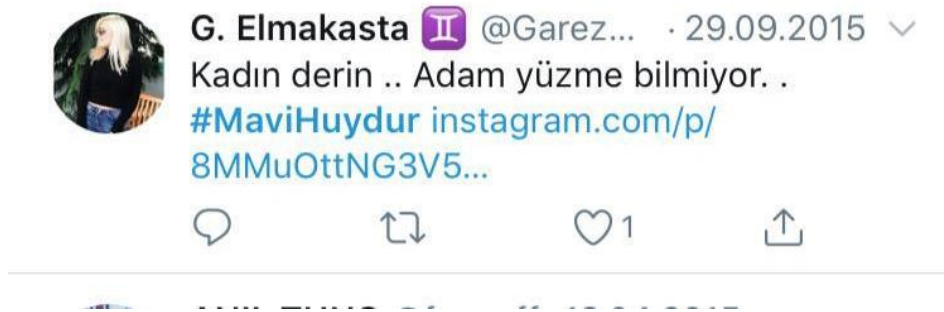 G. Elmakasta ♊ @Garez... · 29.09.2015
Kadın derin .. Adam yüzme bilmiyor. .
#MaviHuydur instagram.com/p/
8MMuOttNG3V5...
1